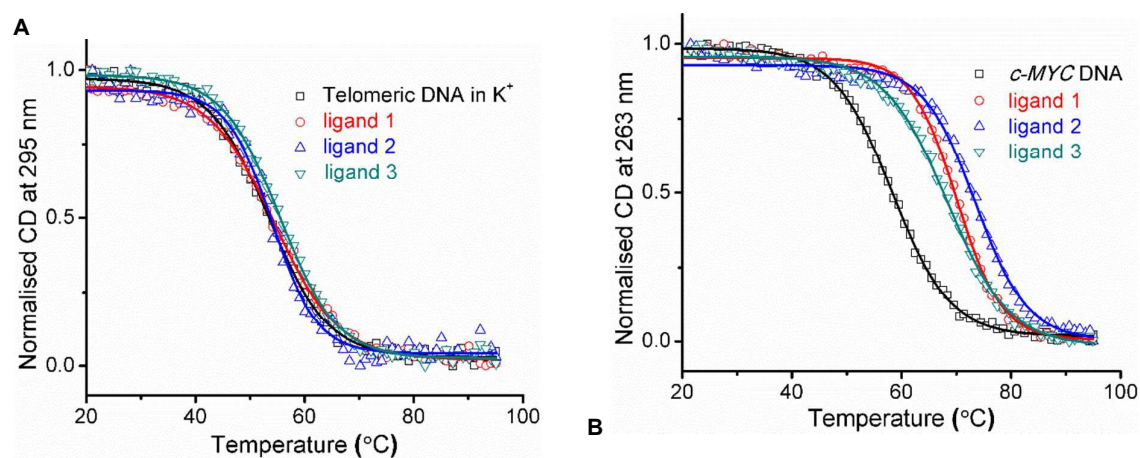 A
Normalised CD at 295 nm
1.0
0.5
0.0
Telomeric DNA in K⁺
ligand 1
ligand 2
ligand 3
20 40 60 80 100
Temperature (°C)
B
Normalised CD at 263 nm
1.0
0.5
0.0
c-MYC DNA
ligand 1
ligand 2
ligand 3
20 40 60 80 100
Temperature (°C)